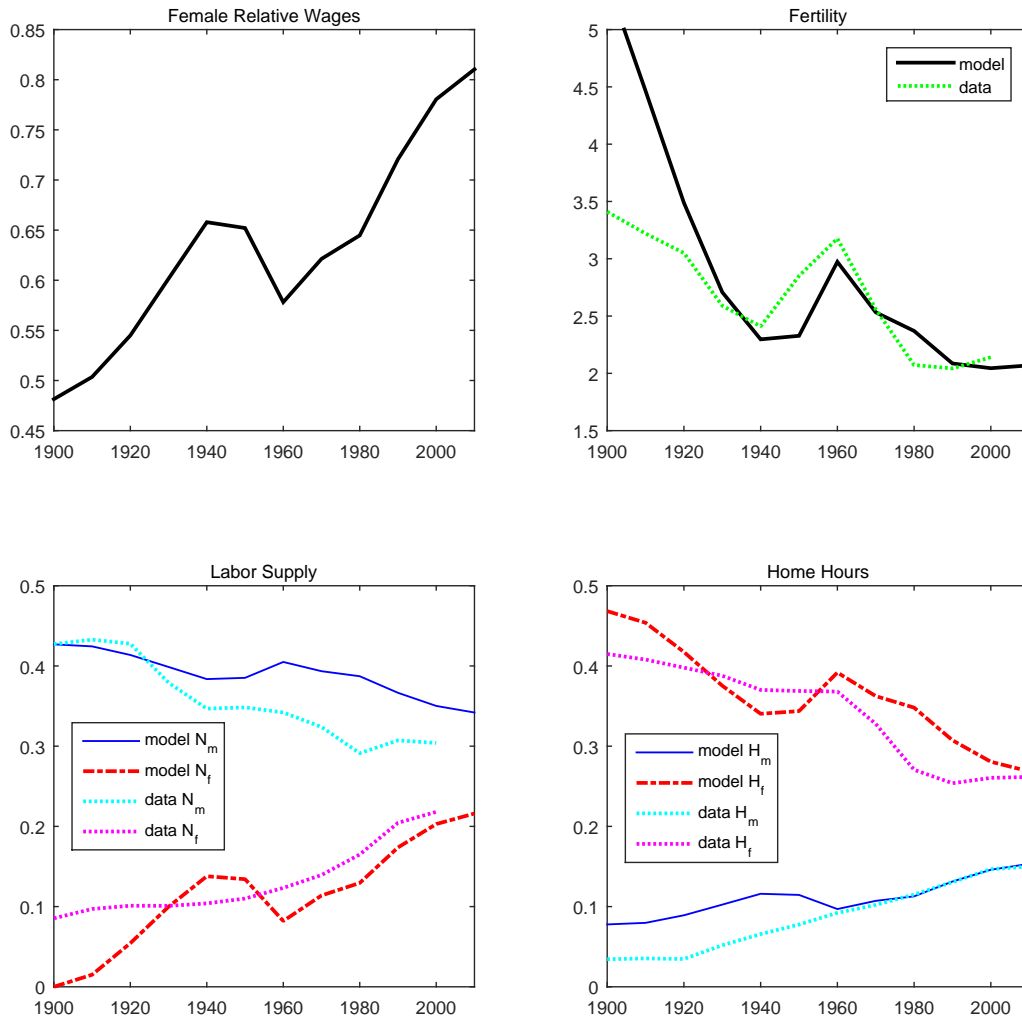 Female Relative Wages
0.85
0.8
0.75
0.7
0.65
0.6
0.55
0.5
0.45
1900 1920 1940 1960 1980 2000
Fertility
5
4.5
4
3.5
3
2.5
2
1.5
model
data
1900 1920 1940 1960 1980 2000
Labor Supply
0.5
0.4
0.3
0.2
0.1
0
model N_m
model N_f
data N_m
data N_f
1900 1920 1940 1960 1980 2000
Home Hours
0.5
0.4
0.3
0.2
0.1
0
model H_m
model H_f
data H_m
data H_f
1900 1920 1940 1960 1980 2000